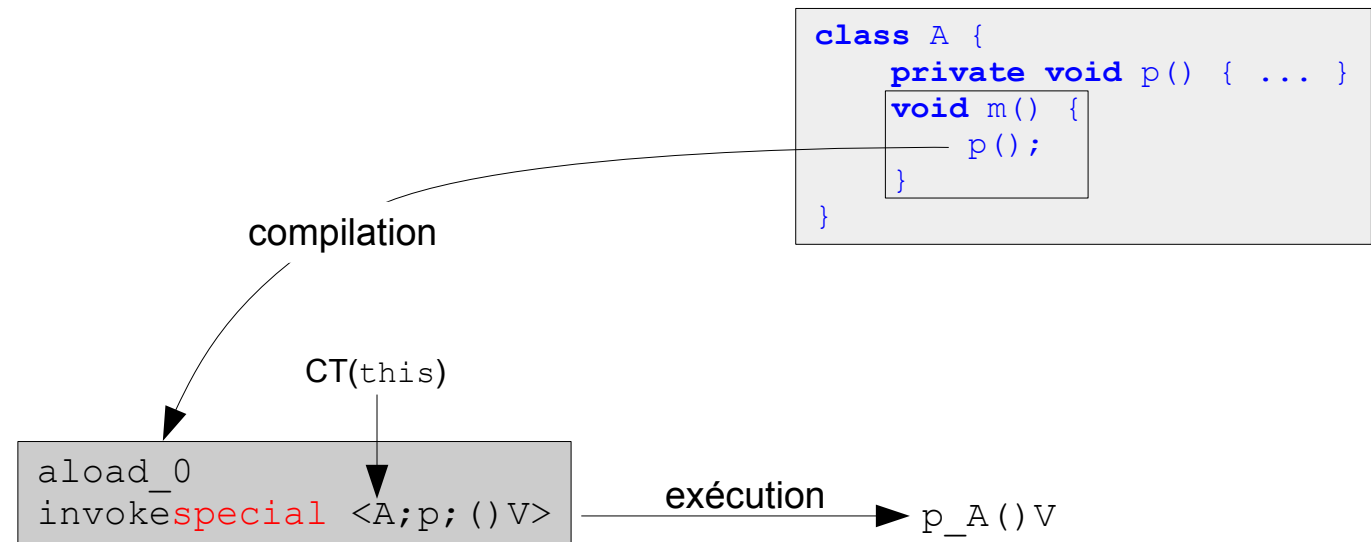 class A {
private void p() { ... }
void m() {
p();
}
}
compilation
CT(this)
aload_0
invokespecial <A;p;()V>
exécution
p_A()V